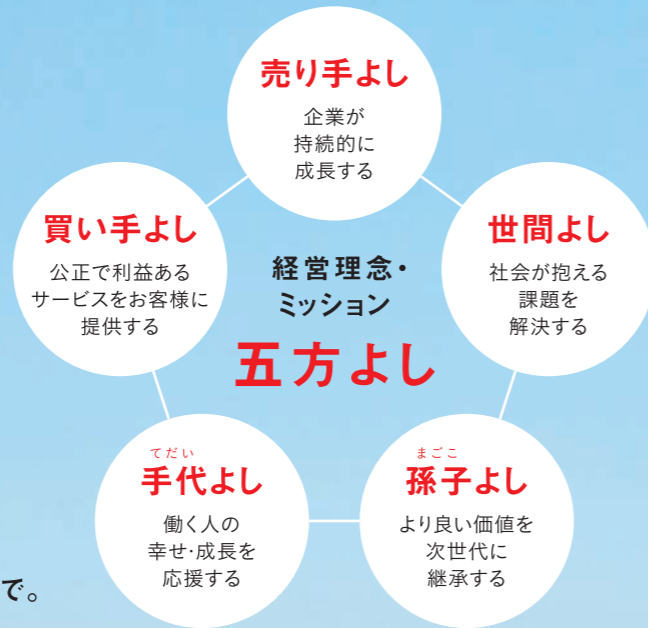 売り手よし
企業が
持続的に
成長する
買い手よし
公正で利益ある
サービスをお客様に
提供する
世間よし
社会が抱える
課題を
解決する
経営理念・
ミッション
五方よし
てだい
手代よし
働く人の
幸せ・成長を
応援する
まごこ
孫子よし
より良い価値を
次世代に
継承する
で。